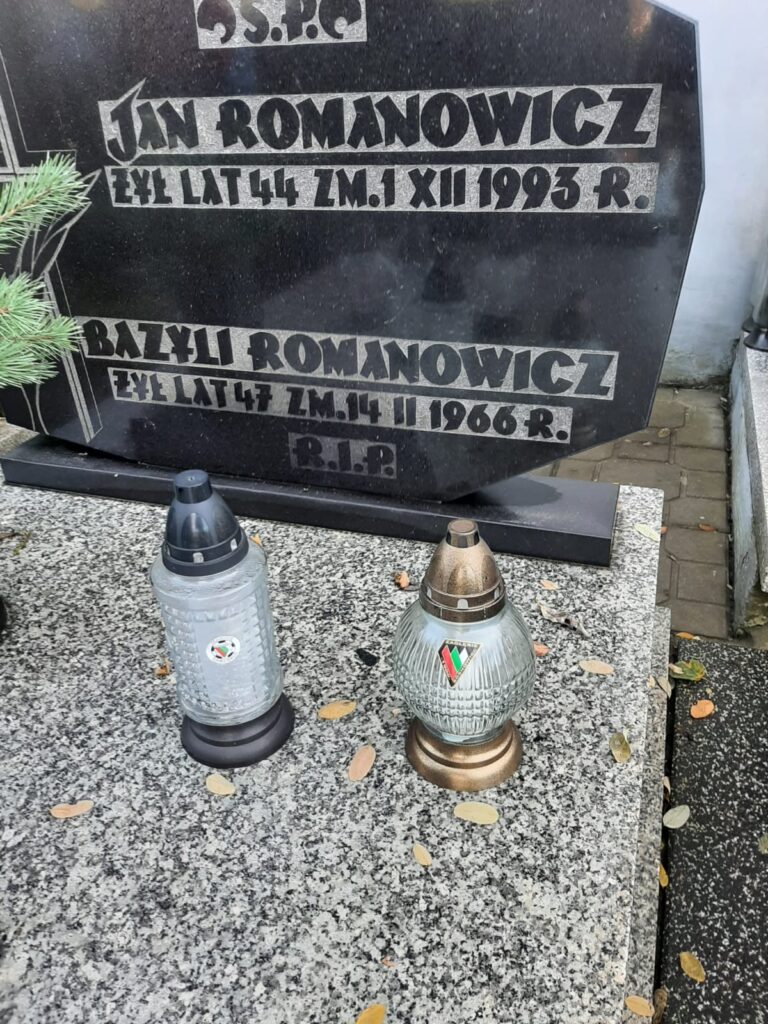 Ś.P.
JAN ROMANOWICZ
ŻYŁ LAT 44 ZM. 1 XII 1993 R.
BAZYLI ROMANOWICZ
ŻYŁ LAT 47 ZM. 14 II 1966 R.
R.I.P.